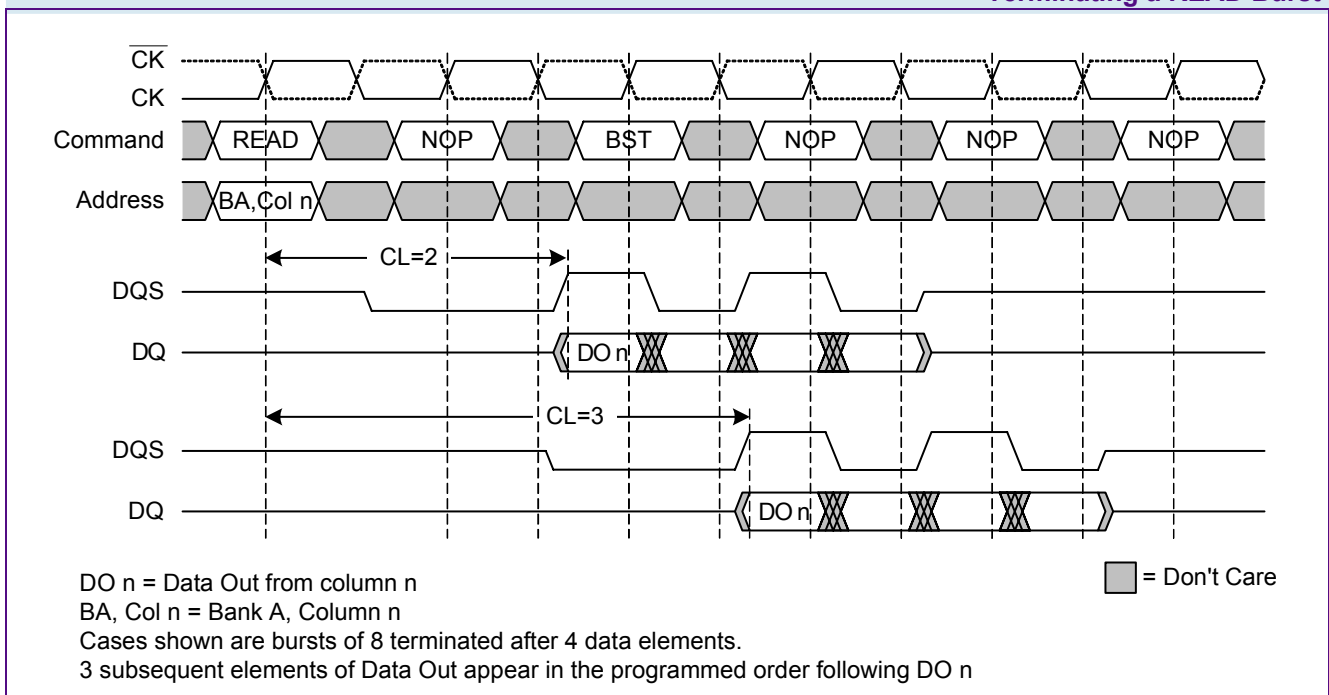 Terminating a READ Burst
CK
CK
Command READ NOP BST NOP NOP NOP
Address BA,Col n
CL=2
DQS
DQ DO n
CL=3
DQS
DQ DO n
DO n = Data Out from column n
= Don't Care
BA, Col n = Bank A, Column n
Cases shown are bursts of 8 terminated after 4 data elements.
3 subsequent elements of Data Out appear in the programmed order following DO n